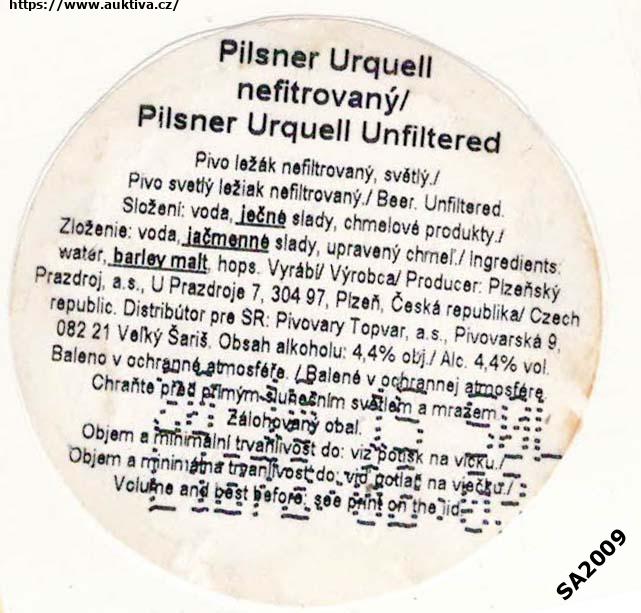 https://www.auktiva.cz/
Pilsner Urquell
nefitrovaný/
Pilsner Urquell Unfiltered
Pivo ležák nefiltrovaný, světlý./
Pivo svetlý ležiak nefiltrovaný./ Beer. Unfiltered.
Složení: voda, ječné slady, chmelové produkty./
Zloženie: voda, jačmenné slady, upravený chmeľ./ Ingredients:
water, barley malt, hops. Vyrábí/ Výrobca/ Producer: Plzeňský
Prazdroj, a.s., U Prazdroje 7, 304 97, Plzeň, Česká republika/ Czech
republic. Distribútor pre SR: Pivovary Topvar, a.s., Pivovarská 9,
082 21 Veľký Šariš. Obsah alkoholu: 4,4% obj./ Alc. 4,4% vol.
Baleno v ochranné atmosféře. / Balené v ochrannej atmosfére.
Chraňte před přímým slunečním světlem a mrazem.
Zálohovaný obal.
Objem a minimální trvanlivost do: viz potisk na víčku./
Objem a minimálna trvanlivost do: viď potlač na viečku./
Volume and best before: see print on the lid
SA2009